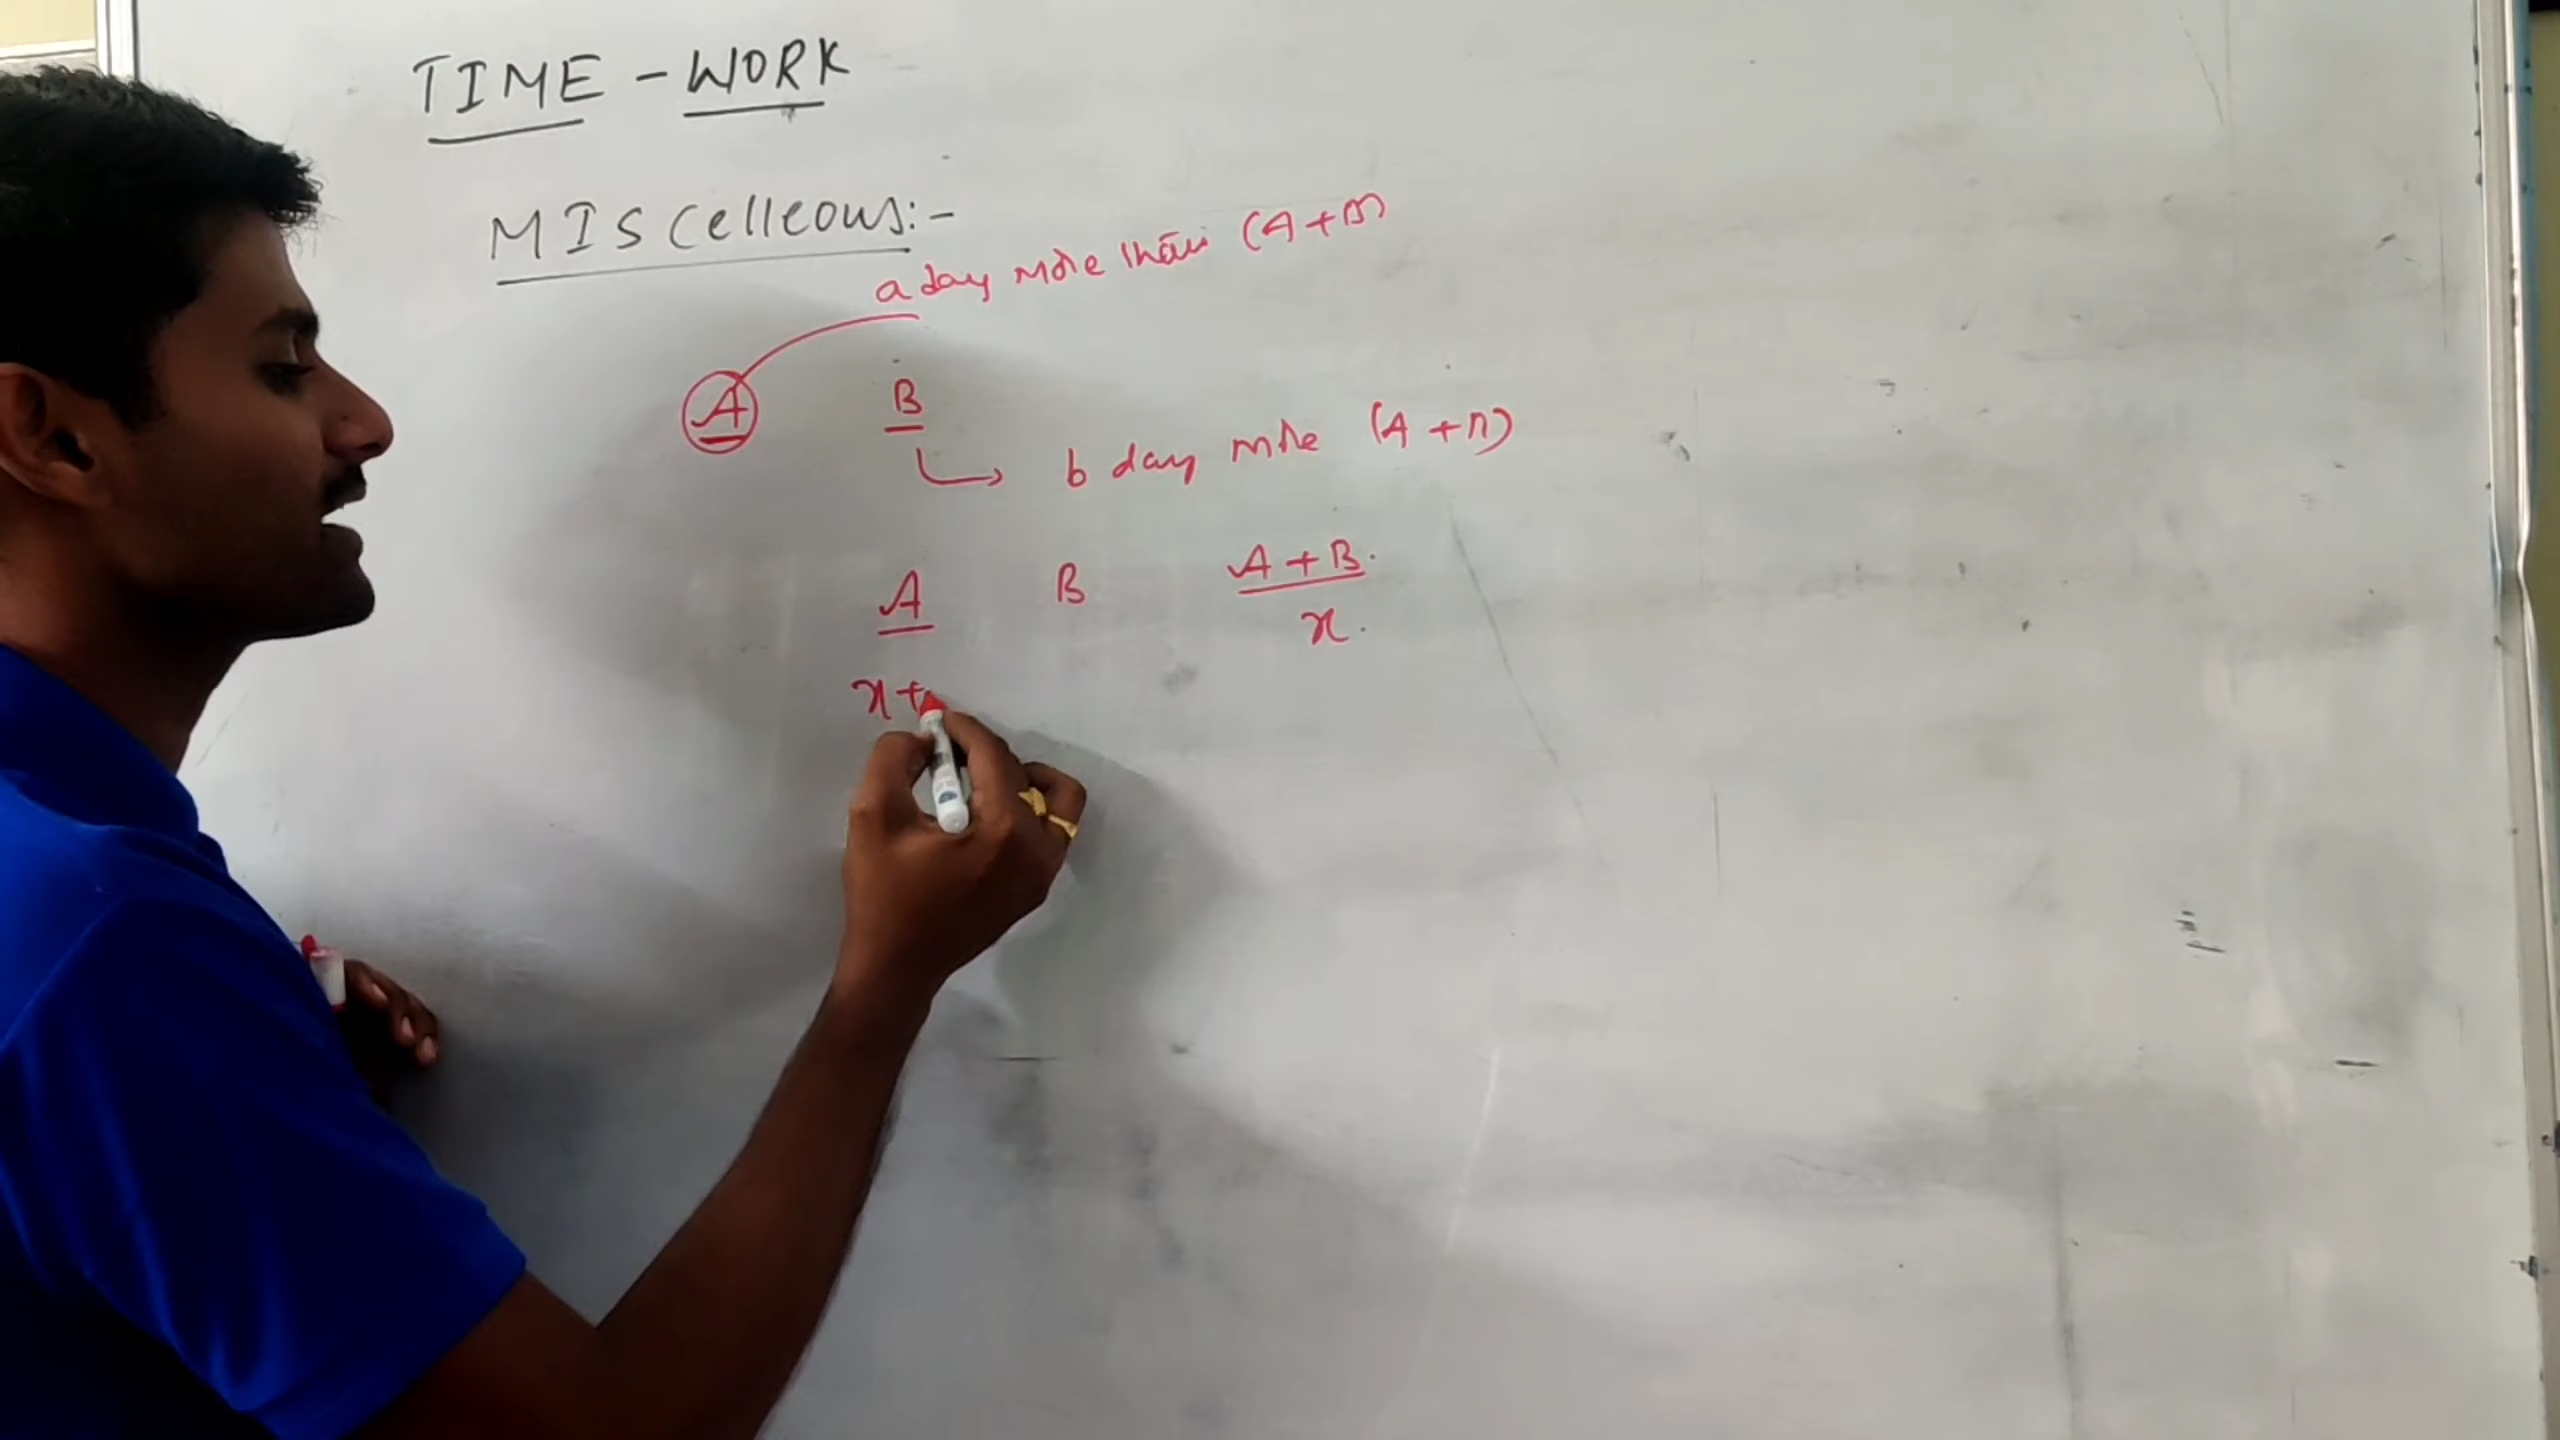 TIME - WORK
MIScelleous:-
a day more than (A+B)
A B
b day more (A+B)
A B A+B.
x.
x+